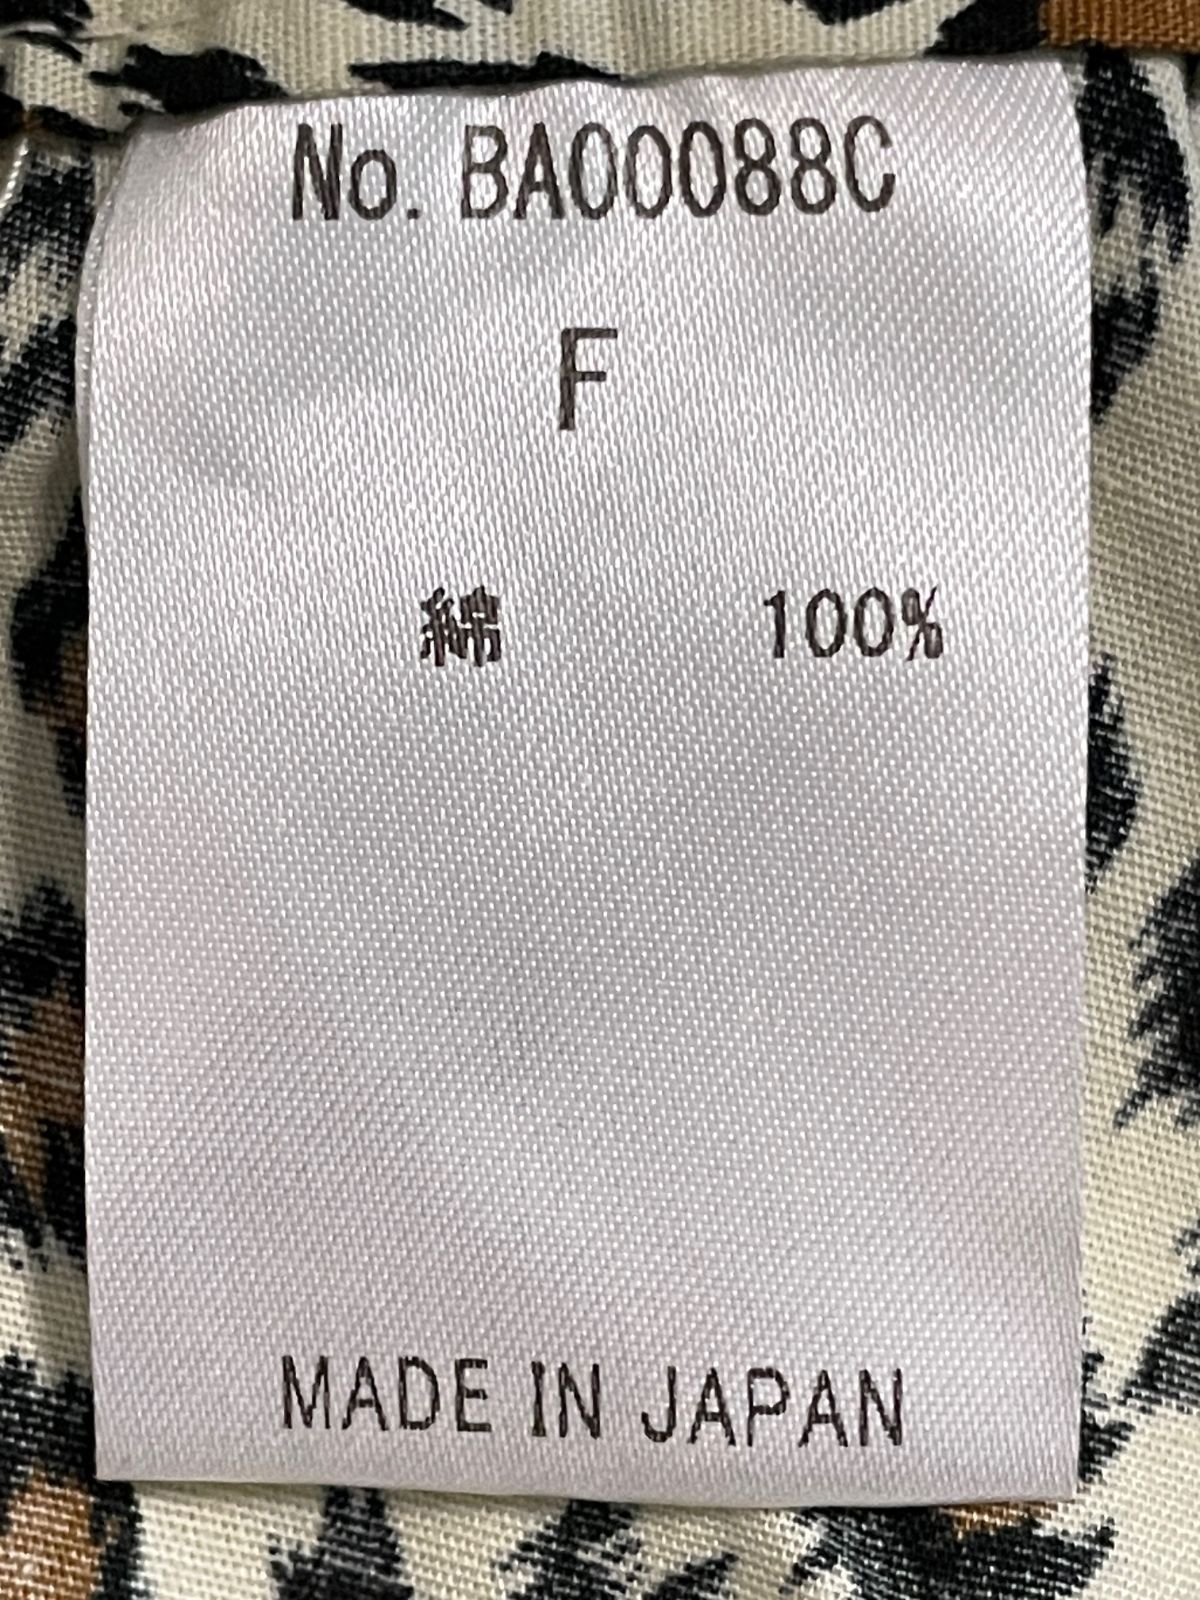 No. BA00088C
F
綿 100%
MADE IN JAPAN